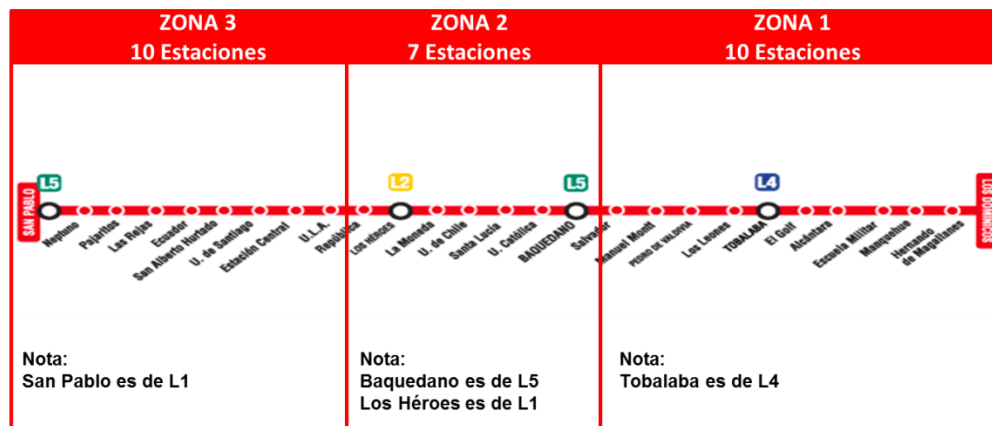 ZONA 3
10 Estaciones
ZONA 2
7 Estaciones
ZONA 1
10 Estaciones
L5
L2
L5
L4
SAN PABLO
Neptuno
Pajaritos
Las Rejas
Ecuador
San Alberto Hurtado
U. de Santiago
Estación Central
U.L.A.
República
LOS HÉROES
La Moneda
U. de Chile
Santa Lucía
U. Católica
BAQUEDANO
Salvador
Manuel Montt
PEDRO DE VALDIVIA
Los Leones
TOBALABA
El Golf
Alcántara
Escuela Militar
Manquehue
Hernando
de Magallanes
LOS DOMINICOS
Nota:
San Pablo es de L1
Nota:
Baquedano es de L5
Los Héroes es de L1
Nota:
Tobalaba es de L4